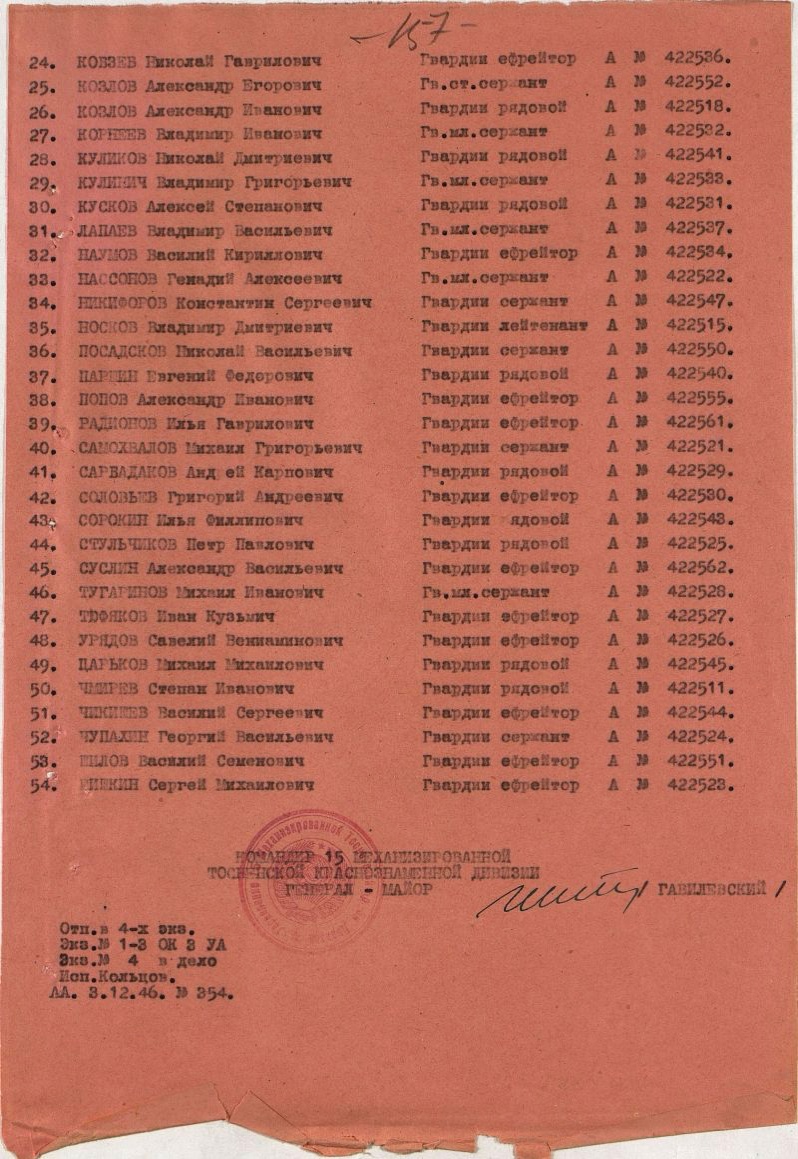 -157-
24. КОБЗЕВ Николай Гаврилович Гвардии ефрейтор А № 422536.
25. КОЗЛОВ Александр Егорович Гв.ст.сержант А № 422552.
26. КОЗЛОВ Александр Иванович Гвардии рядовой А № 422518.
27. КОРНЕЕВ Владимир Иванович Гв.мл.сержант А № 422532.
28. КУЛИКОВ Николай Дмитриевич Гвардии рядовой А № 422541.
29. КУЛИНИЧ Владимир Григорьевич Гв.мл.сержант А № 422533.
30. КУСКОВ Алексей Степанович Гвардии рядовой А № 422531.
31. ЛАПАЕВ Владимир Васильевич Гв.мл.сержант А № 422537.
32. НАУМОВ Василий Кириллович Гвардии ефрейтор А № 422534.
33. НАССОНОВ Генадий Алексеевич Гв.мл.сержант А № 422522.
34. НИКИФОРОВ Константин Сергеевич Гвардии сержант А № 422547.
35. НОСКОВ Владимир Дмитриевич Гвардии лейтенант А № 422515.
36. ПОСАДСКОВ Николай Васильевич Гвардии сержант А № 422550.
37. ПАРШИН Евгений Федорович Гвардии рядовой А № 422540.
38. ПОПОВ Александр Иванович Гвардии ефрейтор А № 422555.
39. РАДИОНОВ Илья Гаврилович Гвардии ефрейтор А № 422561.
40. САМОХВАЛОВ Михаил Григорьевич Гвардии сержант А № 422521.
41. САРБАДАКОВ Анд ей Карпович Гвардии рядовой А № 422529.
42. СОЛОВЬЕВ Григорий Андреевич Гвардии ефрейтор А № 422530.
43. СОРОКИН Илья Филлипович Гвардии ядовой А № 422543.
44. СТУЛЬЧИКОВ Петр Павлович Гвардии рядовой А № 422525.
45. СУСЛИН Александр Васильевич Гвардии ефрейтор А № 422562.
46. ТУГАРИНОВ Михаил Иванович Гв.мл.сержант А № 422528.
47. ТЮФЯКОВ Иван Кузьмич Гвардии ефрейтор А № 422527.
48. УРЯДОВ Савелий Вениаминович Гвардии ефрейтор А № 422526.
49. ЦАРЬКОВ Михаил Михаилович Гвардии рядовой А № 422545.
50. ЧМИРЕВ Степан Иванович Гвардии рядовой А № 422511.
51. ЧИКИШЕВ Василий Сергеевич Гвардии ефрейтор А № 422544.
52. ЧУПАХИН Георгий Васильевич Гвардии сержант А № 422524.
53. ШИЛОВ Василий Семенович Гвардии ефрейтор А № 422551.
54. Сергей Михаилович Гвардии ефрейтор А № 422523.
КОМАНДИР 15 МЕХАНИЗИРОВАННОЙ
КРАСНОЗНАМЕННОЙ ДИВИЗИИ
ГЕНЕРАЛ - МАЙОР / ГАВИЛЕВСКИЙ /
Отп.в 4-х экз.
Экз.№ 1-3 ОК 3 УА
Экз.№ 4 в дело
Исп.Кольцов.
АА. 3.12.46. № 354.